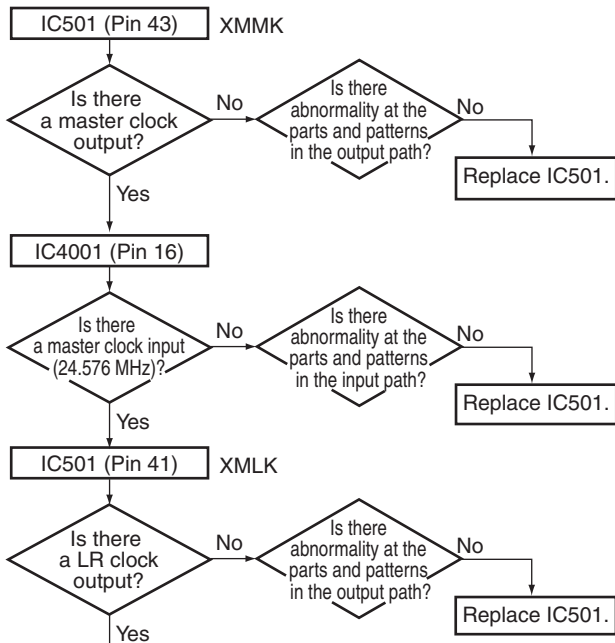 IC501 (Pin 43) XMMK
Is there
a master clock
output?
No
Is there
abnormality at the
parts and patterns
in the output path?
No
Replace IC501.
Yes
IC4001 (Pin 16)
Is there
a master clock input
(24.576 MHz)?
No
Is there
abnormality at the
parts and patterns
in the input path?
No
Replace IC501.
Yes
IC501 (Pin 41) XMLK
Is there
a LR clock
output?
No
Is there
abnormality at the
parts and patterns
in the output path?
No
Replace IC501.
Yes